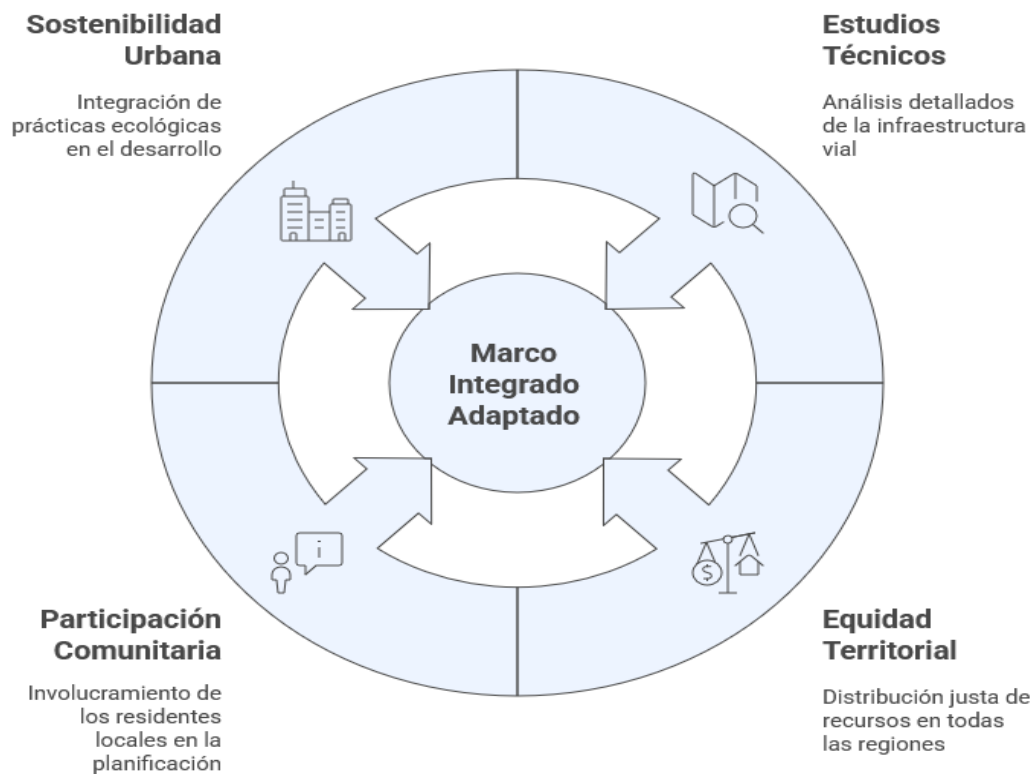 Sostenibilidad
Urbana
Integración de
prácticas ecológicas
en el desarrollo
Estudios
Técnicos
Análisis detallados
de la infraestructura
vial
Marco
Integrado
Adaptado
i
$
Participación
Comunitaria
Involucramiento de
los residentes
locales en la
planificación
Equidad
Territorial
Distribución justa de
recursos en todas
las regiones